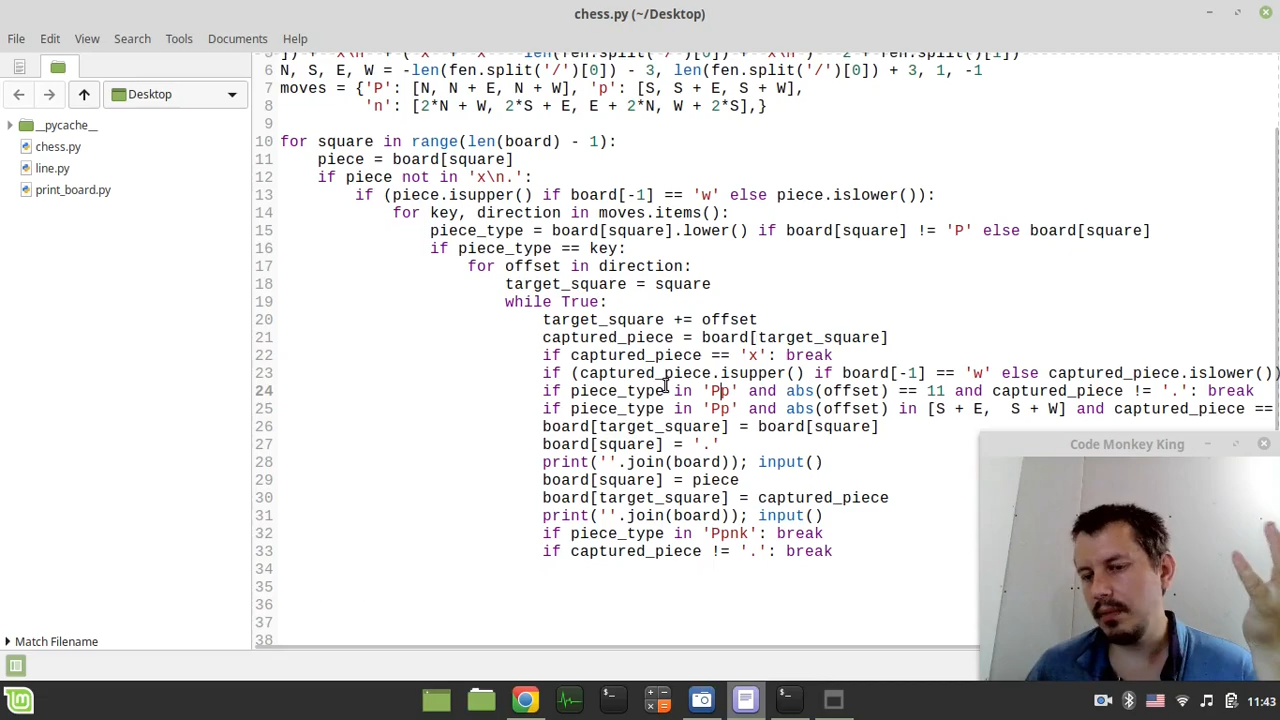 chess.py (~/Desktop)
File Edit View Search Tools Documents Help
Desktop
__pycache__
chess.py
line.py
print_board.py
Match Filename
6 N, S, E, W = -len(fen.split('/')[0]) - 3, len(fen.split('/')[0]) + 3, 1, -1
7 moves = {'P': [N, N + E, N + W], 'p': [S, S + E, S + W],
8 'n': [2*N + W, 2*S + E, E + 2*N, W + 2*S],}
9
10 for square in range(len(board) - 1):
11 piece = board[square]
12 if piece not in 'x\n.':
13 if (piece.isupper() if board[-1] == 'w' else piece.islower()):
14 for key, direction in moves.items():
15 piece_type = board[square].lower() if board[square] != 'P' else board[square]
16 if piece_type == key:
17 for offset in direction:
18 target_square = square
19 while True:
20 target_square += offset
21 captured_piece = board[target_square]
22 if captured_piece == 'x': break
23 if (captured_piece.isupper() if board[-1] == 'w' else captured_piece.islower()
24 if piece_type in 'Pp' and abs(offset) == 11 and captured_piece != '.': break
25 if piece_type in 'Pp' and abs(offset) in [S + E,  S + W] and captured_piece ==
26 board[target_square] = board[square]
27 board[square] = '.'
28 print(''.join(board)); input()
29 board[square] = piece
30 board[target_square] = captured_piece
31 print(''.join(board)); input()
32 if piece_type in 'Ppnk': break
33 if captured_piece != '.': break
34
35
36
37
38
Code Monkey King
11:43